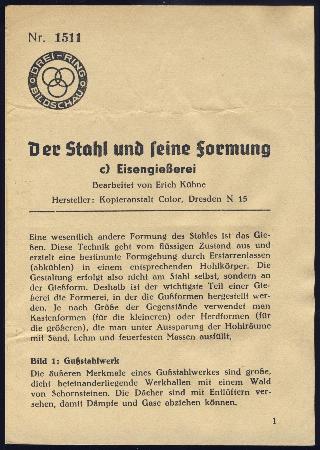 Nr. 1511
DREI-RING
BILDSCHAU
Der Stahl und seine Formung
c) Eisengießerei
Bearbeitet von Erich Kühne
Hersteller: Kopieranstalt Color, Dresden N 15
Eine wesentlich andere Formung des Stahles ist das Gie-
ßen. Diese Technik geht vom flüssigen Zustand aus und
erzielt eine bestimmte Formgebung durch Erstarrenlassen
(abkühlen) in einem entsprechenden Hohlkörper. Die
Gestaltung erfolgt also nicht am Stahl selbst, sondern an
der Gießform. Deshalb ist der wichtigste Teil einer Gie-
ßerei die Formerei, in der die Gußformen hergestellt wer-
den. Je nach Größe der Gegenstände verwendet man
Kastenformen (für die kleineren) oder Herdformen (für
die größeren), die man unter Aussparung der Hohlräume
mit Sand, Lehm und feuerfesten Massen ausfüllt.
Bild 1: Gußstahlwerk
Die äußeren Merkmale eines Gußstahlwerkes sind große,
dicht beieinanderliegende Werkhallen mit einem Wald
von Schornsteinen. Die Dächer sind mit Entlüftern ver-
sehen, damit Dämpfe und Gase abziehen können.
1